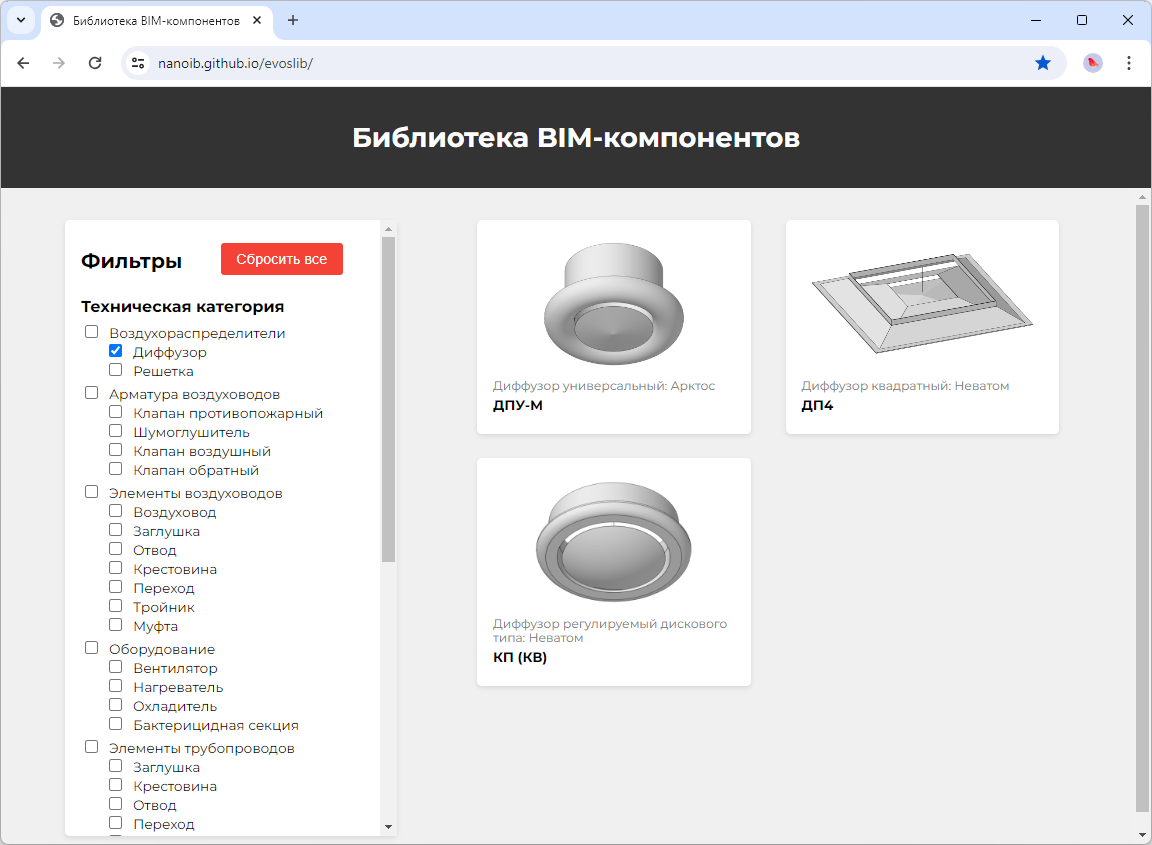 Библиотека BIM-компонентов
nanoib.github.io/evoslib/
Библиотека BIM-компонентов
Фильтры
Сбросить все
Техническая категория
Воздухораспределители
Диффузор
Решетка
Арматура воздуховодов
Клапан противопожарный
Шумоглушитель
Клапан воздушный
Клапан обратный
Элементы воздуховодов
Воздуховод
Заглушка
Отвод
Крестовина
Переход
Тройник
Муфта
Оборудование
Вентилятор
Нагреватель
Охладитель
Бактерицидная секция
Элементы трубопроводов
Заглушка
Крестовина
Отвод
Переход
Диффузор универсальный: Арктос
ДПУ-М
Диффузор квадратный: Неватом
ДП4
Диффузор регулируемый дискового
типа: Неватом
КП (КВ)